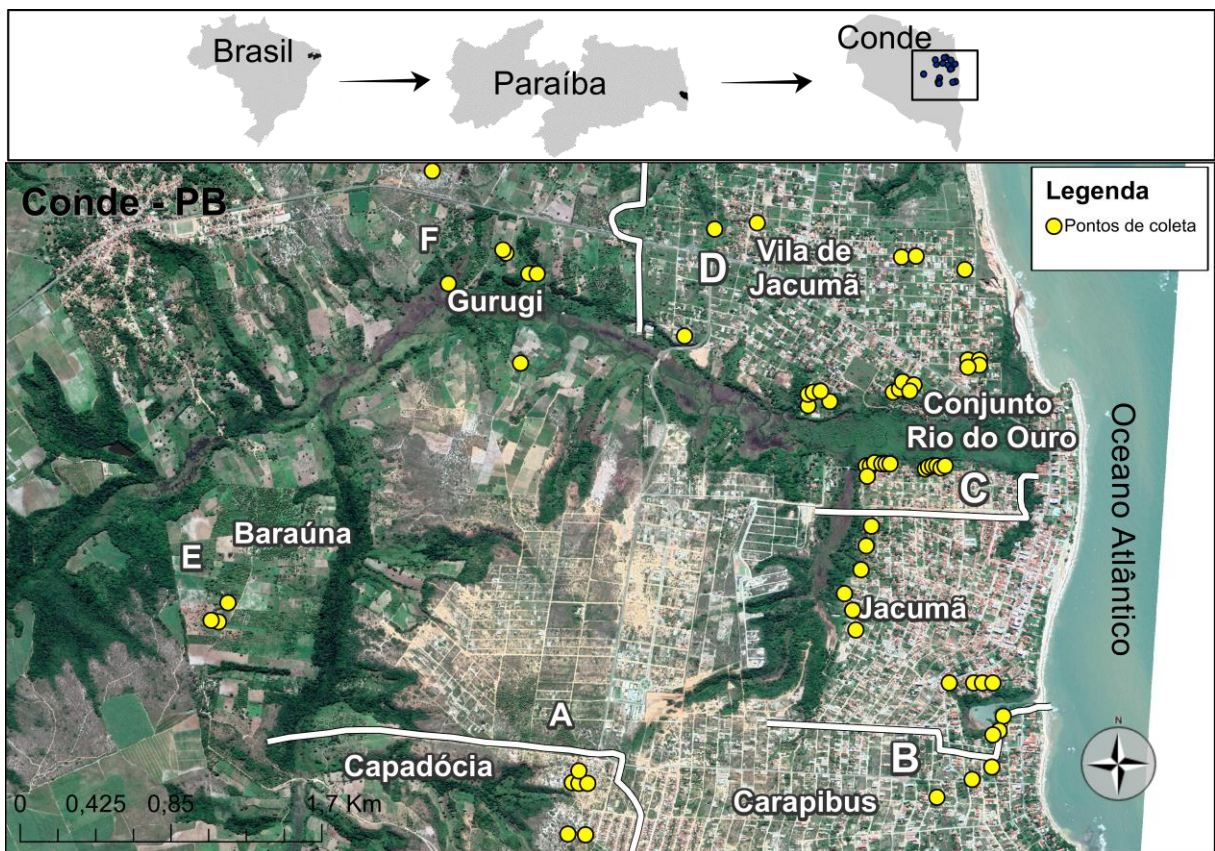 Brasil
Paraíba
Conde
Conde - PB
Legenda
Pontos de coleta
F
Gurugi
D
Vila de
Jacumã
Conjunto
Rio do Ouro
C
Oceano Atlântico
E
Baraúna
Jacumã
A
Capadócia
B
Carapibus
N
0 0,425 0,85 1,7 Km